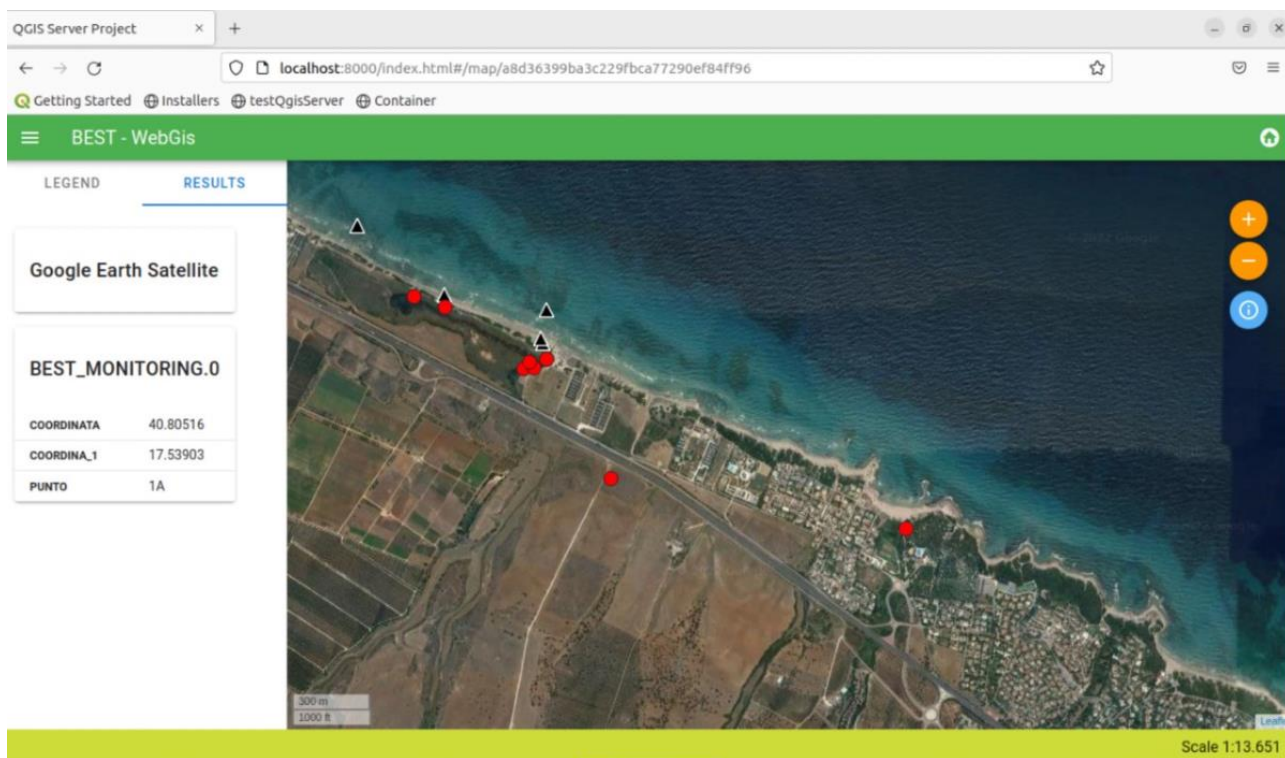 QGIS Server Project × +
localhost:8000/index.html#/map/a8d36399ba3c229fbca77290ef84ff96
Getting Started Installers testQgisServer Container
BEST - WebGis
LEGEND RESULTS
Google Earth Satellite
BEST_MONITORING.0
COORDINATA 40.80516
COORDINA_1 17.53903
PUNTO 1A
300 m
1000 ft
Leafle
Scale 1:13.651